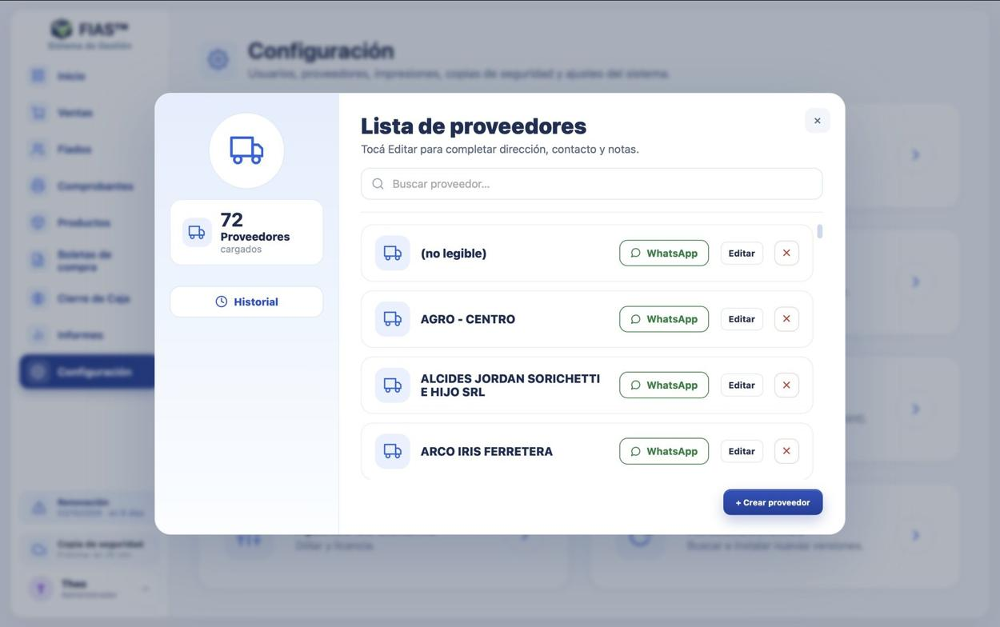 FIAS™
Sistema de Gestión
Inicio
Ventas
Fiados
Comprobantes
Productos
Boletas de
compra
Cierre de Caja
Informes
Configuración
Renovación
Copia de seguridad
Theo
Administrador
Configuración
Usuarios, proveedores, impresiones, copias de seguridad y ajustes del sistema.
72
Proveedores
cargados
Historial
Lista de proveedores
Tocá Editar para completar dirección, contacto y notas.
×
Buscar proveedor...
(no legible)
WhatsApp
Editar
×
AGRO - CENTRO
WhatsApp
Editar
×
ALCIDES JORDAN SORICHETTI
E HIJO SRL
WhatsApp
Editar
×
ARCO IRIS FERRETERA
WhatsApp
Editar
×
+ Crear proveedor
Dólar y licencia.
Buscar e instalar nuevas versiones.